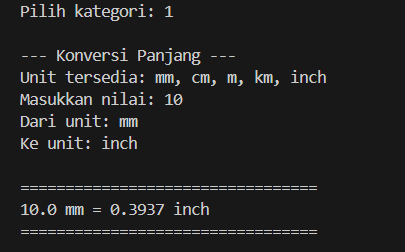 Pilih kategori: 1
--- Konversi Panjang ---
Unit tersedia: mm, cm, m, km, inch
Masukkan nilai: 10
Dari unit: mm
Ke unit: inch
=================================
10.0 mm = 0.3937 inch
=================================